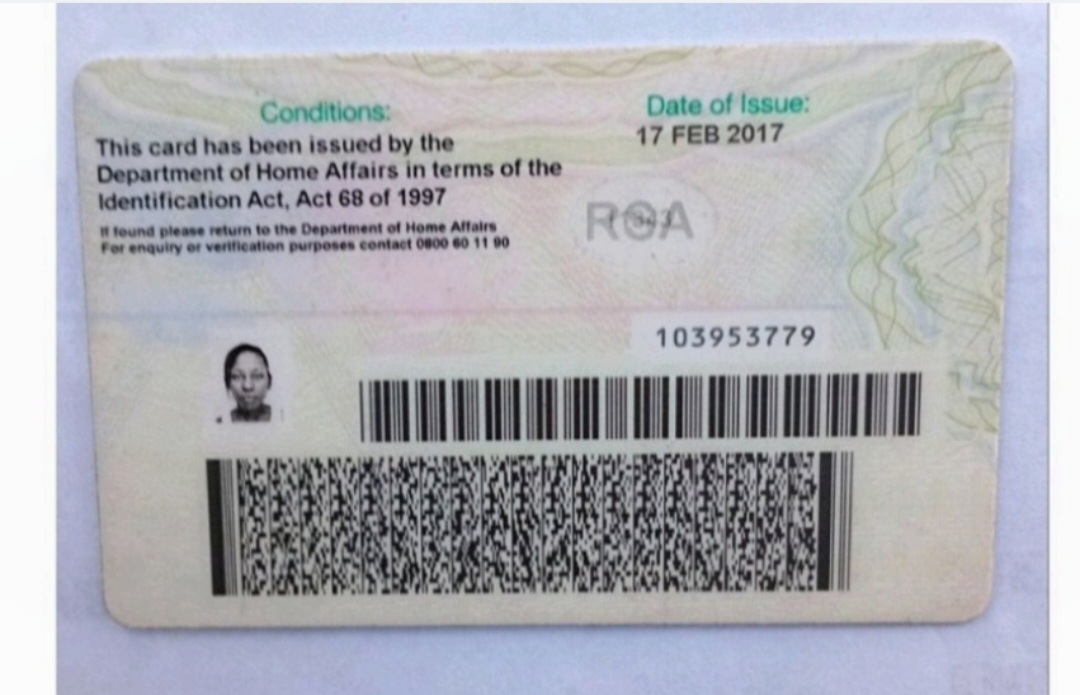 Conditions:
This card has been issued by the
Department of Home Affairs in terms of the
Identification Act, Act 68 of 1997
If found please return to the Department of Home Affairs
For enquiry or verification purposes contact 0800 60 11 90
Date of Issue:
17 FEB 2017
RSA
103953779